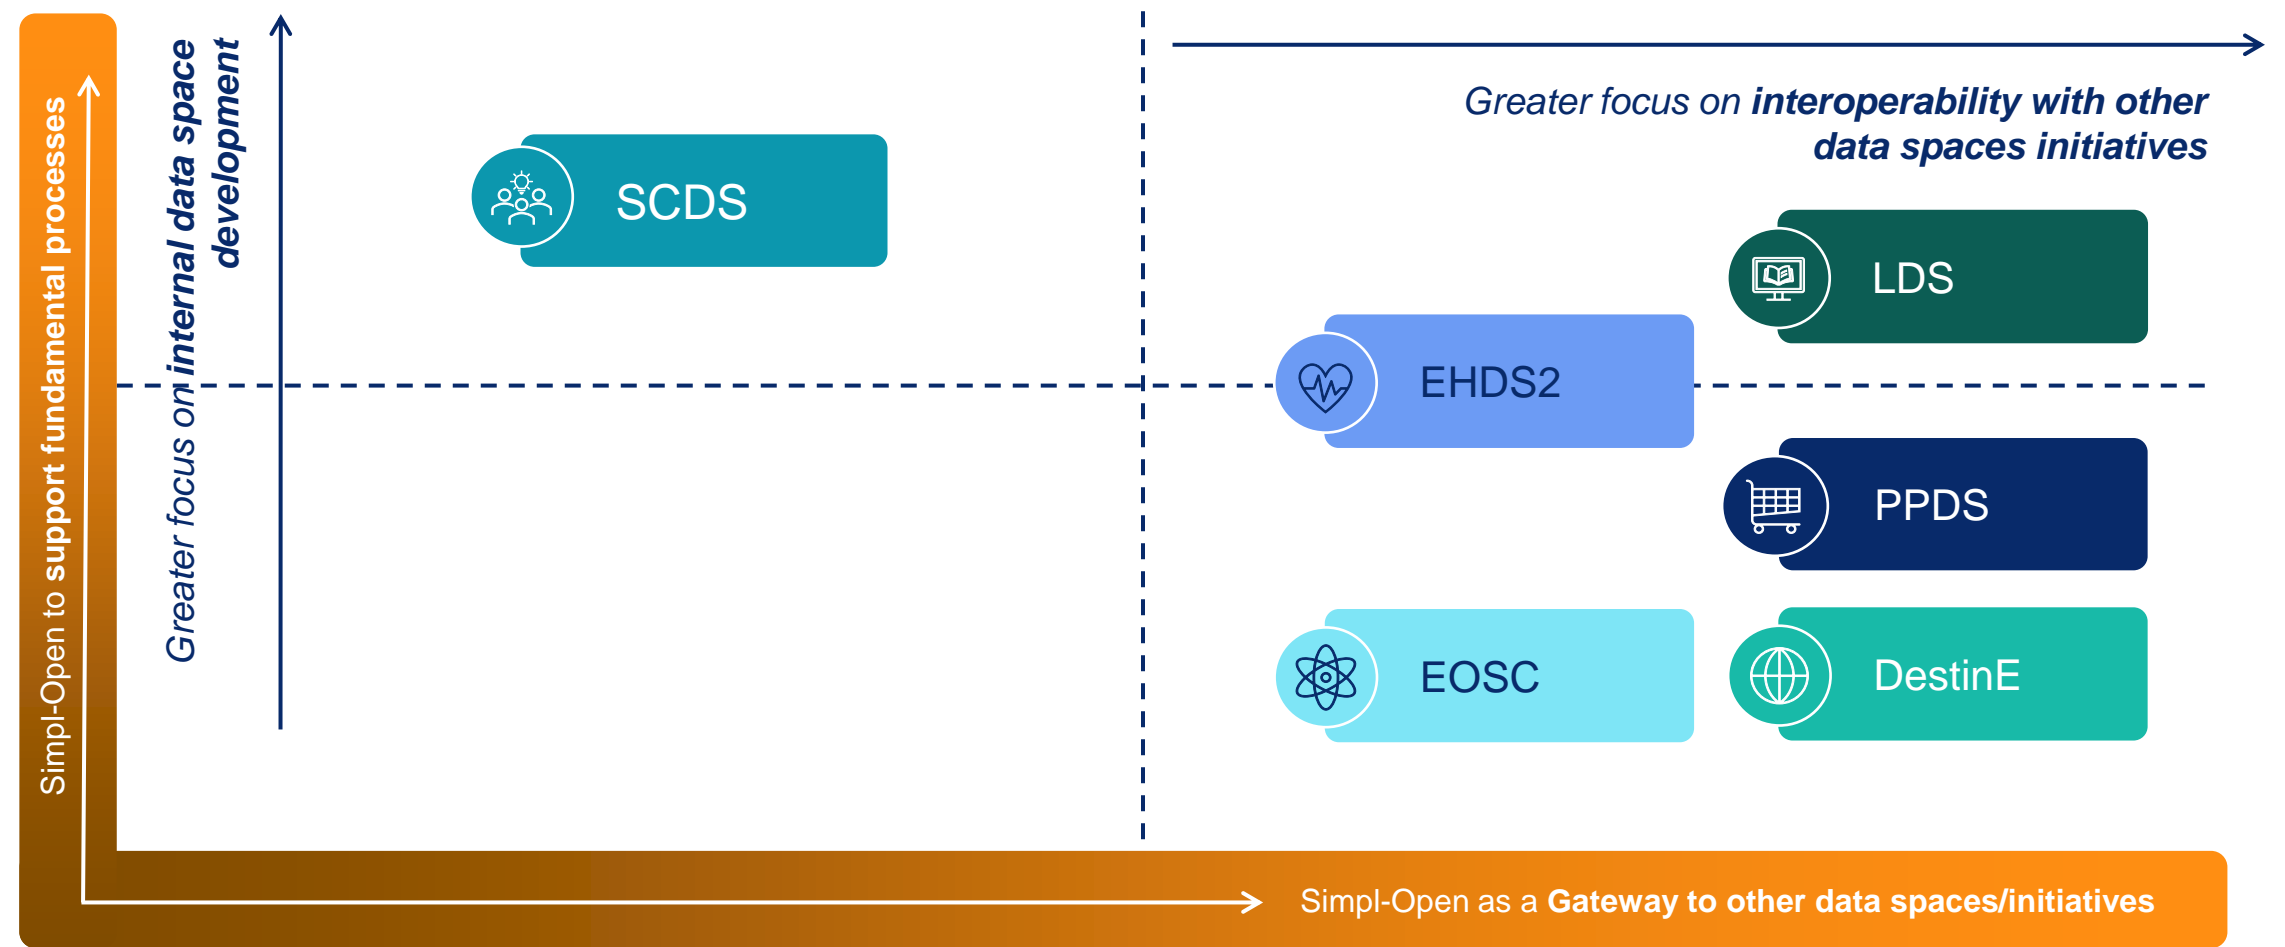 Simpl-Open to support fundamental processes
Greater focus on internal data space
development
Greater focus on interoperability with other
data spaces initiatives
SCDS
LDS
EHDS2
PPDS
EOSC
DestinE
Simpl-Open as a Gateway to other data spaces/initiatives